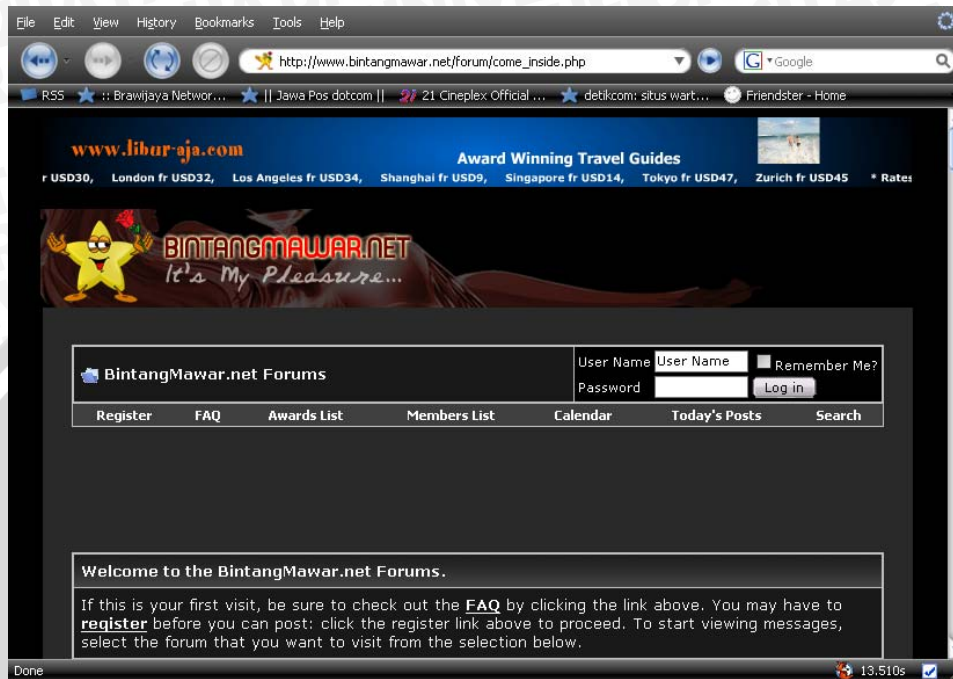 File Edit View History Bookmarks Tools Help
http://www.bintangmawar.net/forum/come_inside.php
Google
RSS :: Brawijaya Networ... || Jawa Pos dotcom || 21 Cineplex Official ... detikcom: situs wart... Friendster - Home
www.libur-aja.com
Award Winning Travel Guides
r USD30, London fr USD32, Los Angeles fr USD34, Shanghai fr USD9, Singapore fr USD14, Tokyo fr USD47, Zurich fr USD45 * Rates
BINTANGMAWAR.NET
It's My Pleasure...
BintangMawar.net Forums
User Name User Name Remember Me?
Password Log in
Register FAQ Awards List Members List Calendar Today's Posts Search
Welcome to the BintangMawar.net Forums.
If this is your first visit, be sure to check out the FAQ by clicking the link above. You may have to
register before you can post: click the register link above to proceed. To start viewing messages,
select the forum that you want to visit from the selection below.
Done 13.510s